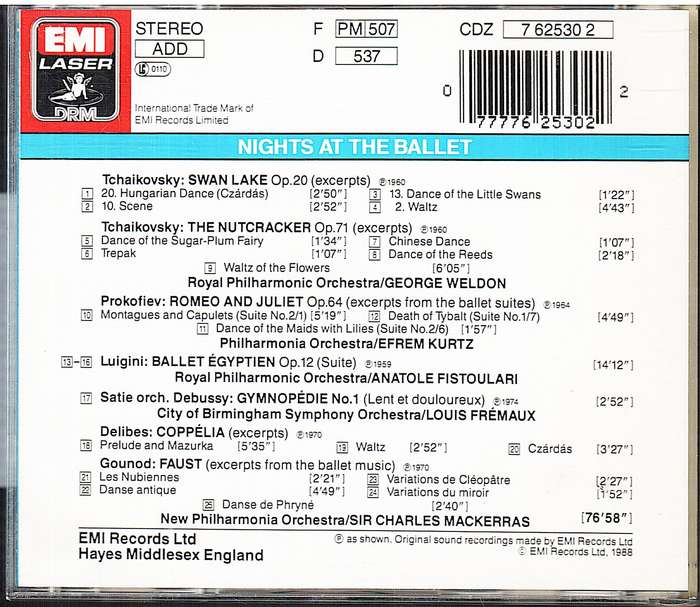 EMI
LASER
DRM
STEREO
ADD
LC 0110
F PM 507
D 537
CDZ 7 62530 2
0 77776 25302 2
International Trade Mark of
EMI Records Limited
NIGHTS AT THE BALLET
Tchaikovsky: SWAN LAKE Op.20 (excerpts) ℗1960
1 20. Hungarian Dance (Czárdás) [2'50"] 3 13. Dance of the Little Swans [1'22"]
2 10. Scene [2'52"] 4 2. Waltz [4'43"]
Tchaikovsky: THE NUTCRACKER Op.71 (excerpts) ℗1960
5 Dance of the Sugar-Plum Fairy [1'34"] 7 Chinese Dance [1'07"]
6 Trepak [1'07"] 8 Dance of the Reeds [2'18"]
9 Waltz of the Flowers [6'05"]
Royal Philharmonic Orchestra/GEORGE WELDON
Prokofiev: ROMEO AND JULIET Op.64 (excerpts from the ballet suites) ℗1964
10 Montagues and Capulets (Suite No.2/1) [5'19"] 12 Death of Tybalt (Suite No.1/7) [4'49"]
11 Dance of the Maids with Lilies (Suite No.2/6) [1'57"]
Philharmonia Orchestra/EFREM KURTZ
13–16 Luigini: BALLET ÉGYPTIEN Op.12 (Suite) ℗1959 [14'12"]
Royal Philharmonic Orchestra/ANATOLE FISTOULARI
17 Satie orch. Debussy: GYMNOPÉDIE No.1 (Lent et douloureux) ℗1974 [2'52"]
City of Birmingham Symphony Orchestra/LOUIS FRÉMAUX
Delibes: COPPÉLIA (excerpts) ℗1970
18 Prelude and Mazurka [5'35"] 19 Waltz [2'52"] 20 Czárdás [3'27"]
Gounod: FAUST (excerpts from the ballet music) ℗1970
21 Les Nubiennes [2'21"] 23 Variations de Cléopâtre [2'27"]
22 Danse antique [4'49"] 24 Variations du miroir [1'52"]
25 Danse de Phryné [2'40"]
New Philharmonia Orchestra/SIR CHARLES MACKERRAS [76'58"]
EMI Records Ltd
Hayes Middlesex England
℗ as shown. Original sound recordings made by EMI Records Ltd
© EMI Records Ltd, 1988